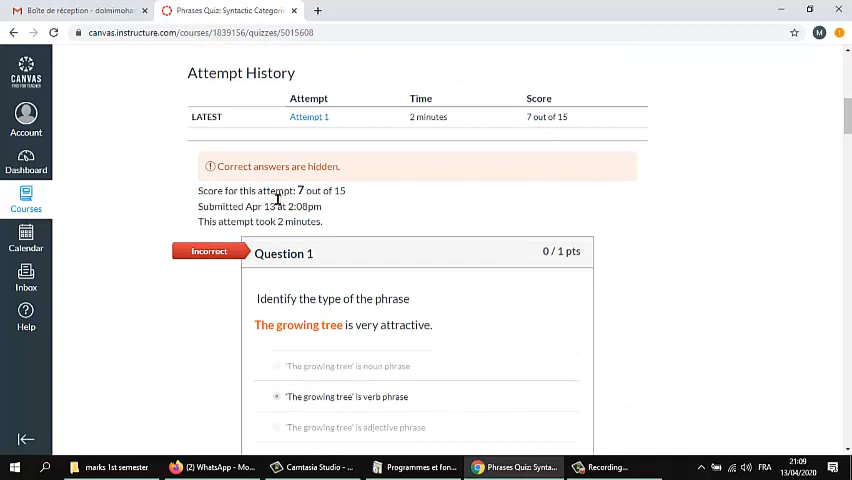 Boîte de réception - dolmimohan
Phrases Quiz: Syntactic Categori
canvas.instructure.com/courses/1839156/quizzes/5015608
M
CANVAS
FREE FOR TEACHER
Account
Dashboard
Courses
Calendar
Inbox
Help
Attempt History
Attempt Time Score
LATEST Attempt 1 2 minutes 7 out of 15
Correct answers are hidden.
Score for this attempt: 7 out of 15
Submitted Apr 13 at 2:08pm
This attempt took 2 minutes.
Incorrect
Question 1 0 / 1 pts
Identify the type of the phrase
The growing tree is very attractive.
'The growing tree' is noun phrase
'The growing tree' is verb phrase
'The growing tree' is adjective phrase
marks 1st semester
(2) WhatsApp - Mo...
Camtasia Studio - ...
Programmes et fon...
Phrases Quiz: Synta...
Recording...
FRA
21:09
13/04/2020